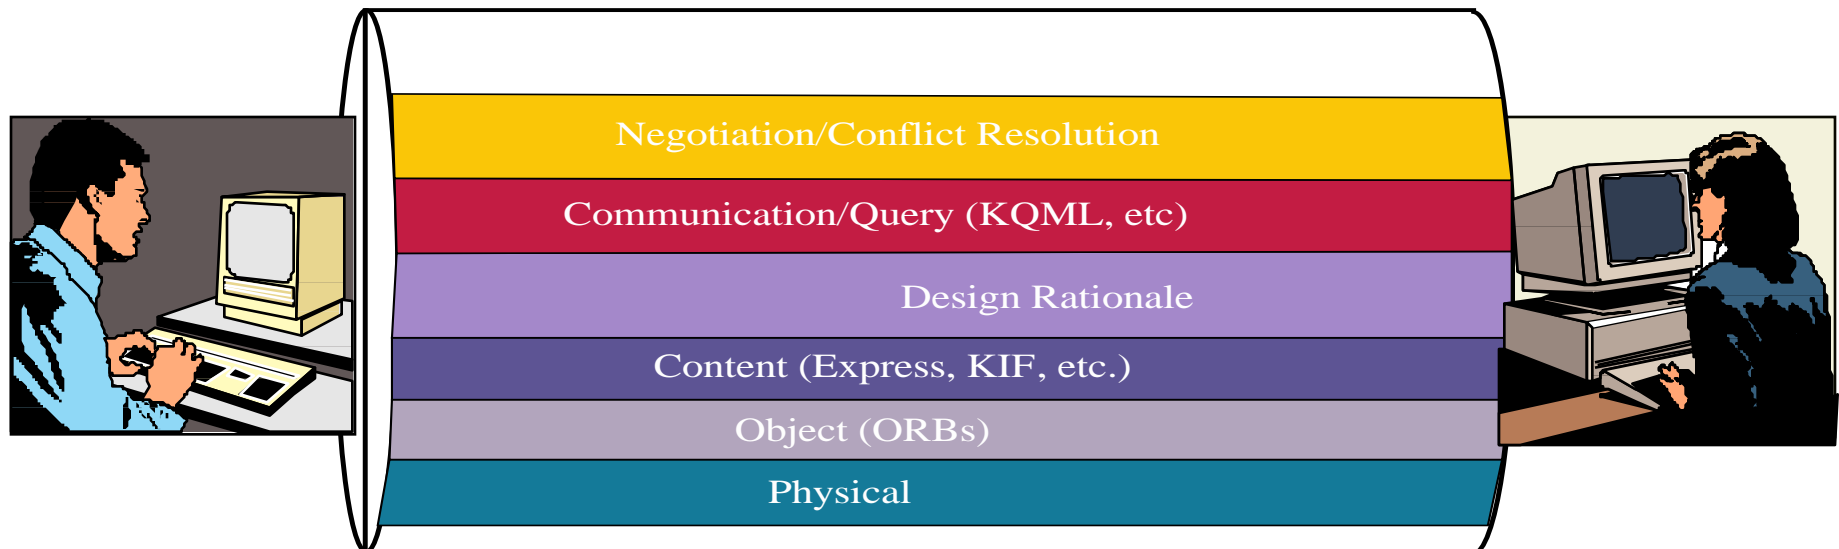 Negotiation/Conflict Resolution
Communication/Query (KQML, etc)
Design Rationale
Content (Express, KIF, etc.)
Object (ORBs)
Physical